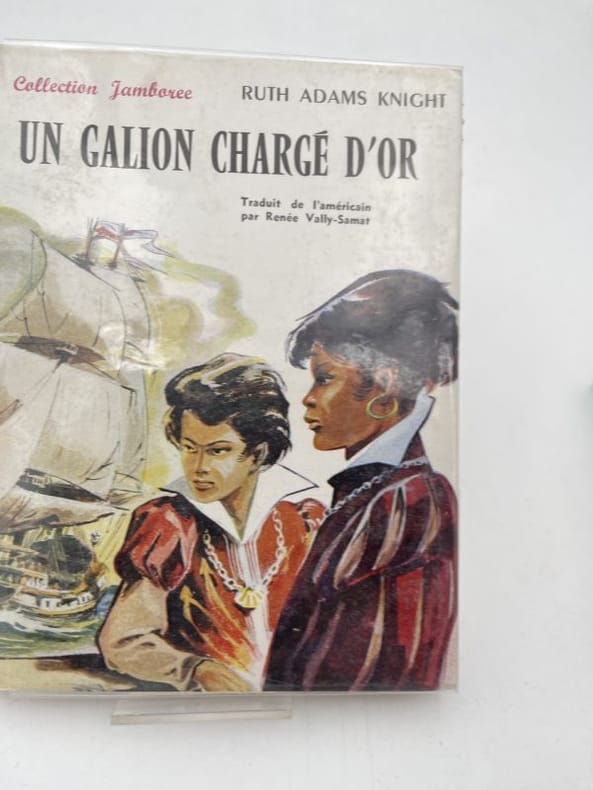 Collection Jamboree
RUTH ADAMS KNIGHT
UN GALION CHARGÉ D'OR
Traduit de l'américain
par Renée Vally-Samat